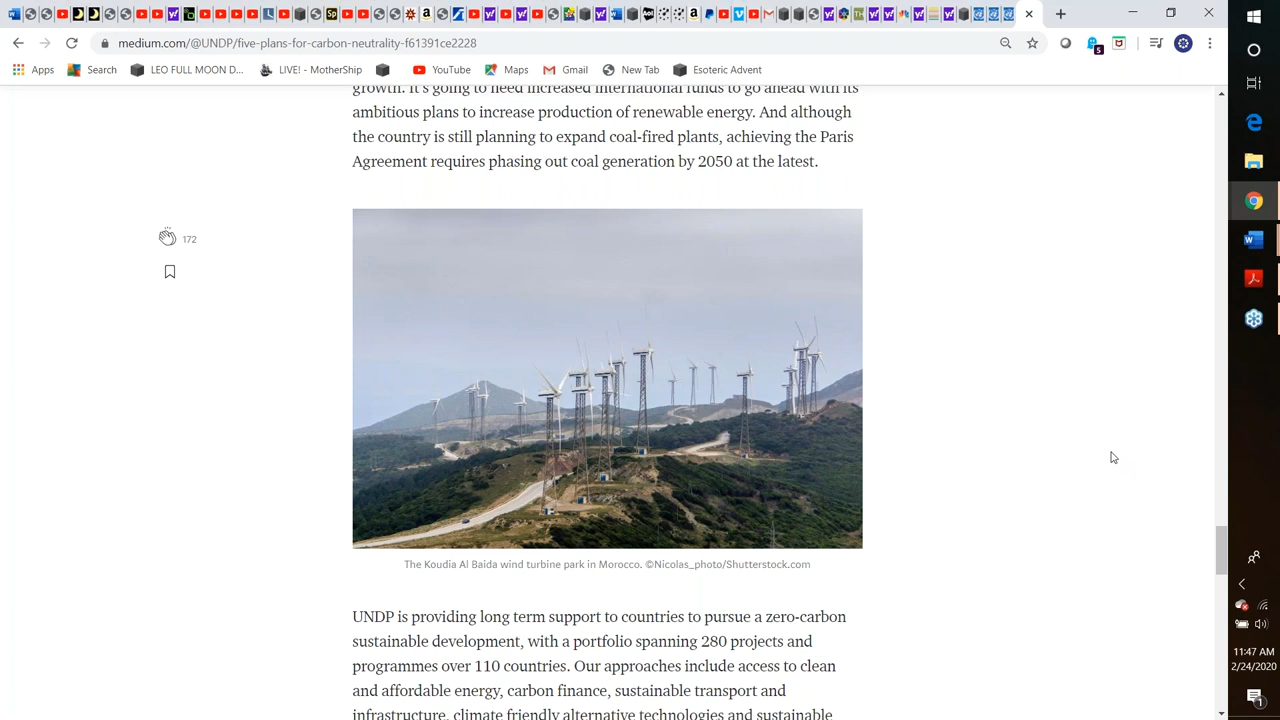 medium.com/@UNDP/five-plans-for-carbon-neutrality-f61391ce2228
Apps
Search
LEO FULL MOON D...
LIVE! - MotherShip
YouTube
Maps
Gmail
New Tab
Esoteric Advent
growth. It's going to need increased international funds to go ahead with its
ambitious plans to increase production of renewable energy. And although
the country is still planning to expand coal-fired plants, achieving the Paris
Agreement requires phasing out coal generation by 2050 at the latest.
172
The Koudia Al Baida wind turbine park in Morocco. ©Nicolas_photo/Shutterstock.com
UNDP is providing long term support to countries to pursue a zero-carbon
sustainable development, with a portfolio spanning 280 projects and
programmes over 110 countries. Our approaches include access to clean
and affordable energy, carbon finance, sustainable transport and
infrastructure, climate friendly alternative technologies and sustainable
11:47 AM
2/24/2020
1